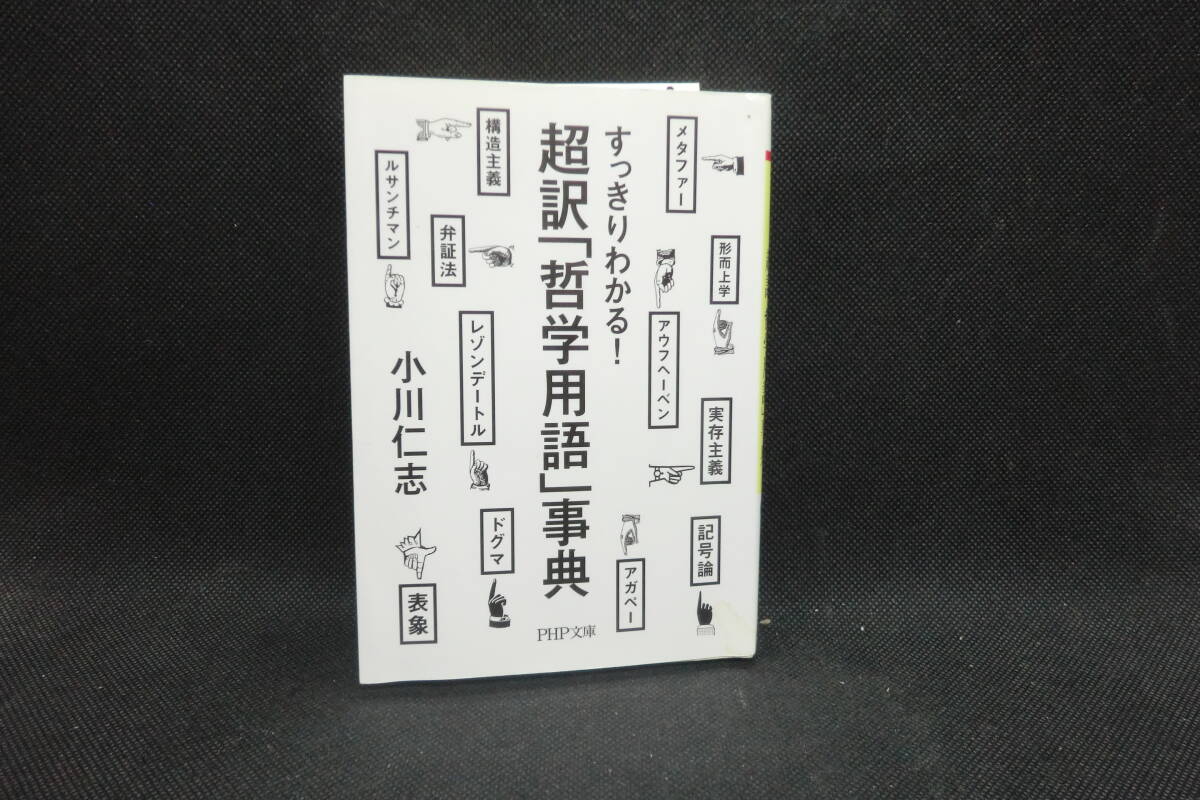 すっきりわかる!
超訳「哲学用語」事典
小川仁志
メタファー
形而上学
アウフヘーベン
実存主義
記号論
アガペー
構造主義
ルサンチマン
弁証法
レゾンデートル
ドグマ
表象
PHP文庫